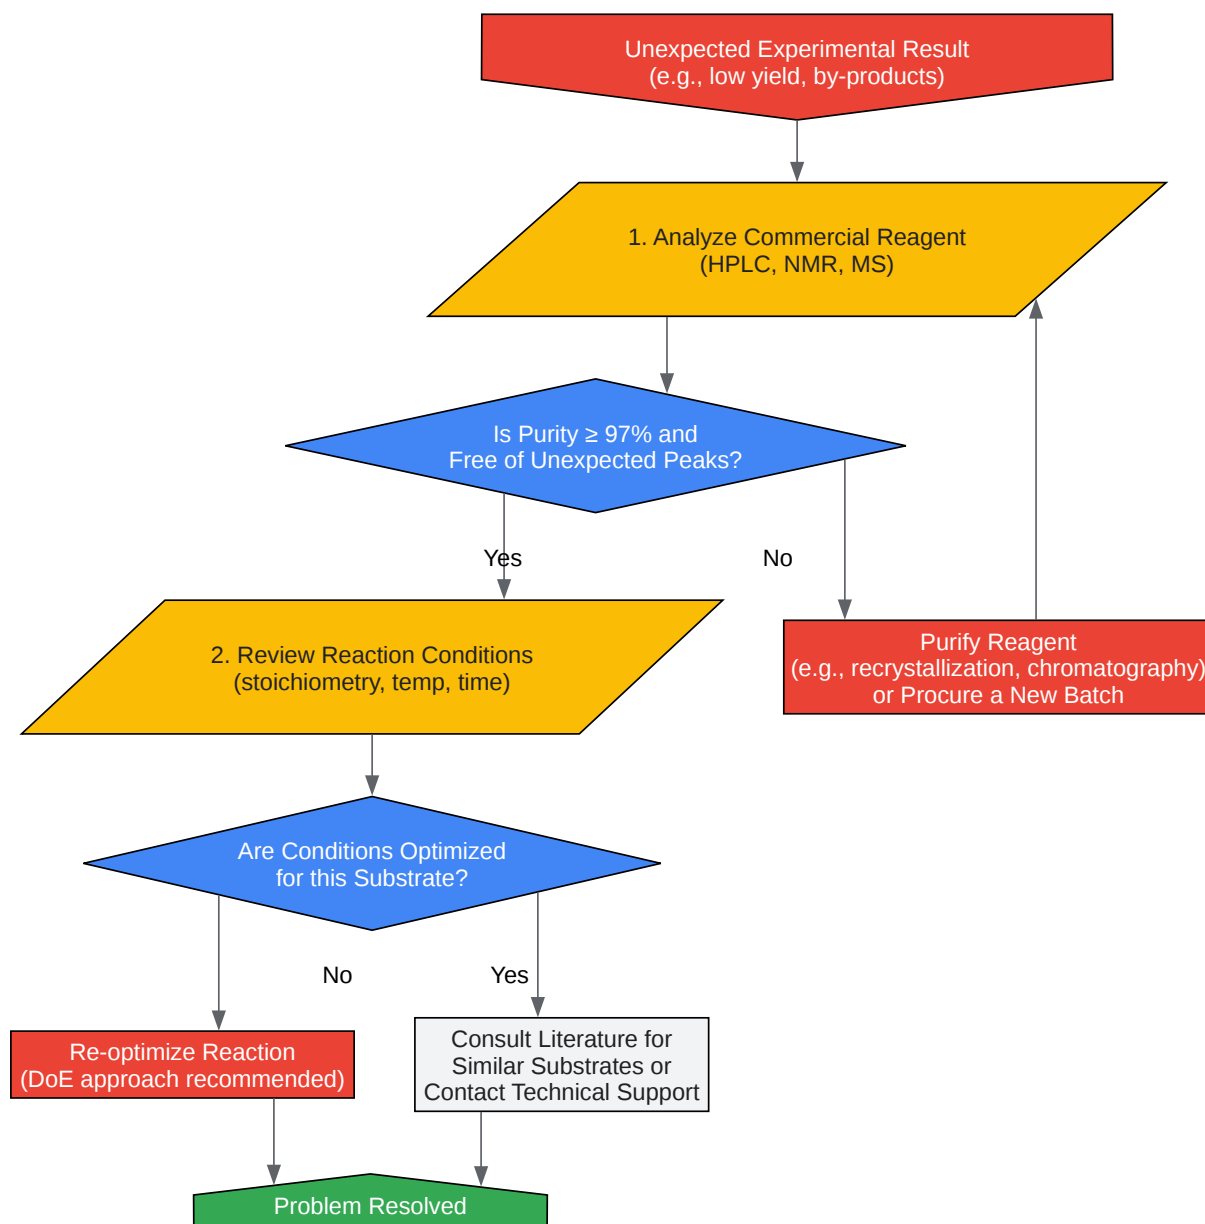 Unexpected Experimental Result
(e.g., low yield, by-products)
1. Analyze Commercial Reagent
(HPLC, NMR, MS)
Is Purity ≥ 97% and
Free of Unexpected Peaks?
Yes
No
2. Review Reaction Conditions
(stoichiometry, temp, time)
Purify Reagent
(e.g., recrystallization, chromatography)
or Procure a New Batch
Are Conditions Optimized
for this Substrate?
No
Yes
Re-optimize Reaction
(DoE approach recommended)
Consult Literature for
Similar Substrates or
Contact Technical Support
Problem Resolved